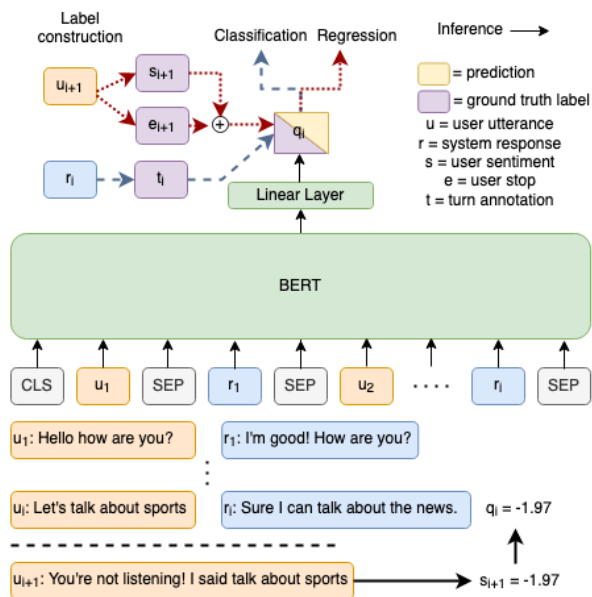 Label
construction
Classification Regression
Inference
u_{i+1}
s_{i+1}
e_{i+1}
+
q_i
r_i
t_i
= prediction
= ground truth label
u = user utterance
r = system response
s = user sentiment
e = user stop
t = turn annotation
Linear Layer
BERT
CLS u_1 SEP r_1 SEP u_2 .... r_i SEP
u_1: Hello how are you? r_1: I'm good! How are you?
u_i: Let's talk about sports r_i: Sure I can talk about the news. q_i = -1.97
u_{i+1}: You're not listening! I said talk about sports s_{i+1} = -1.97